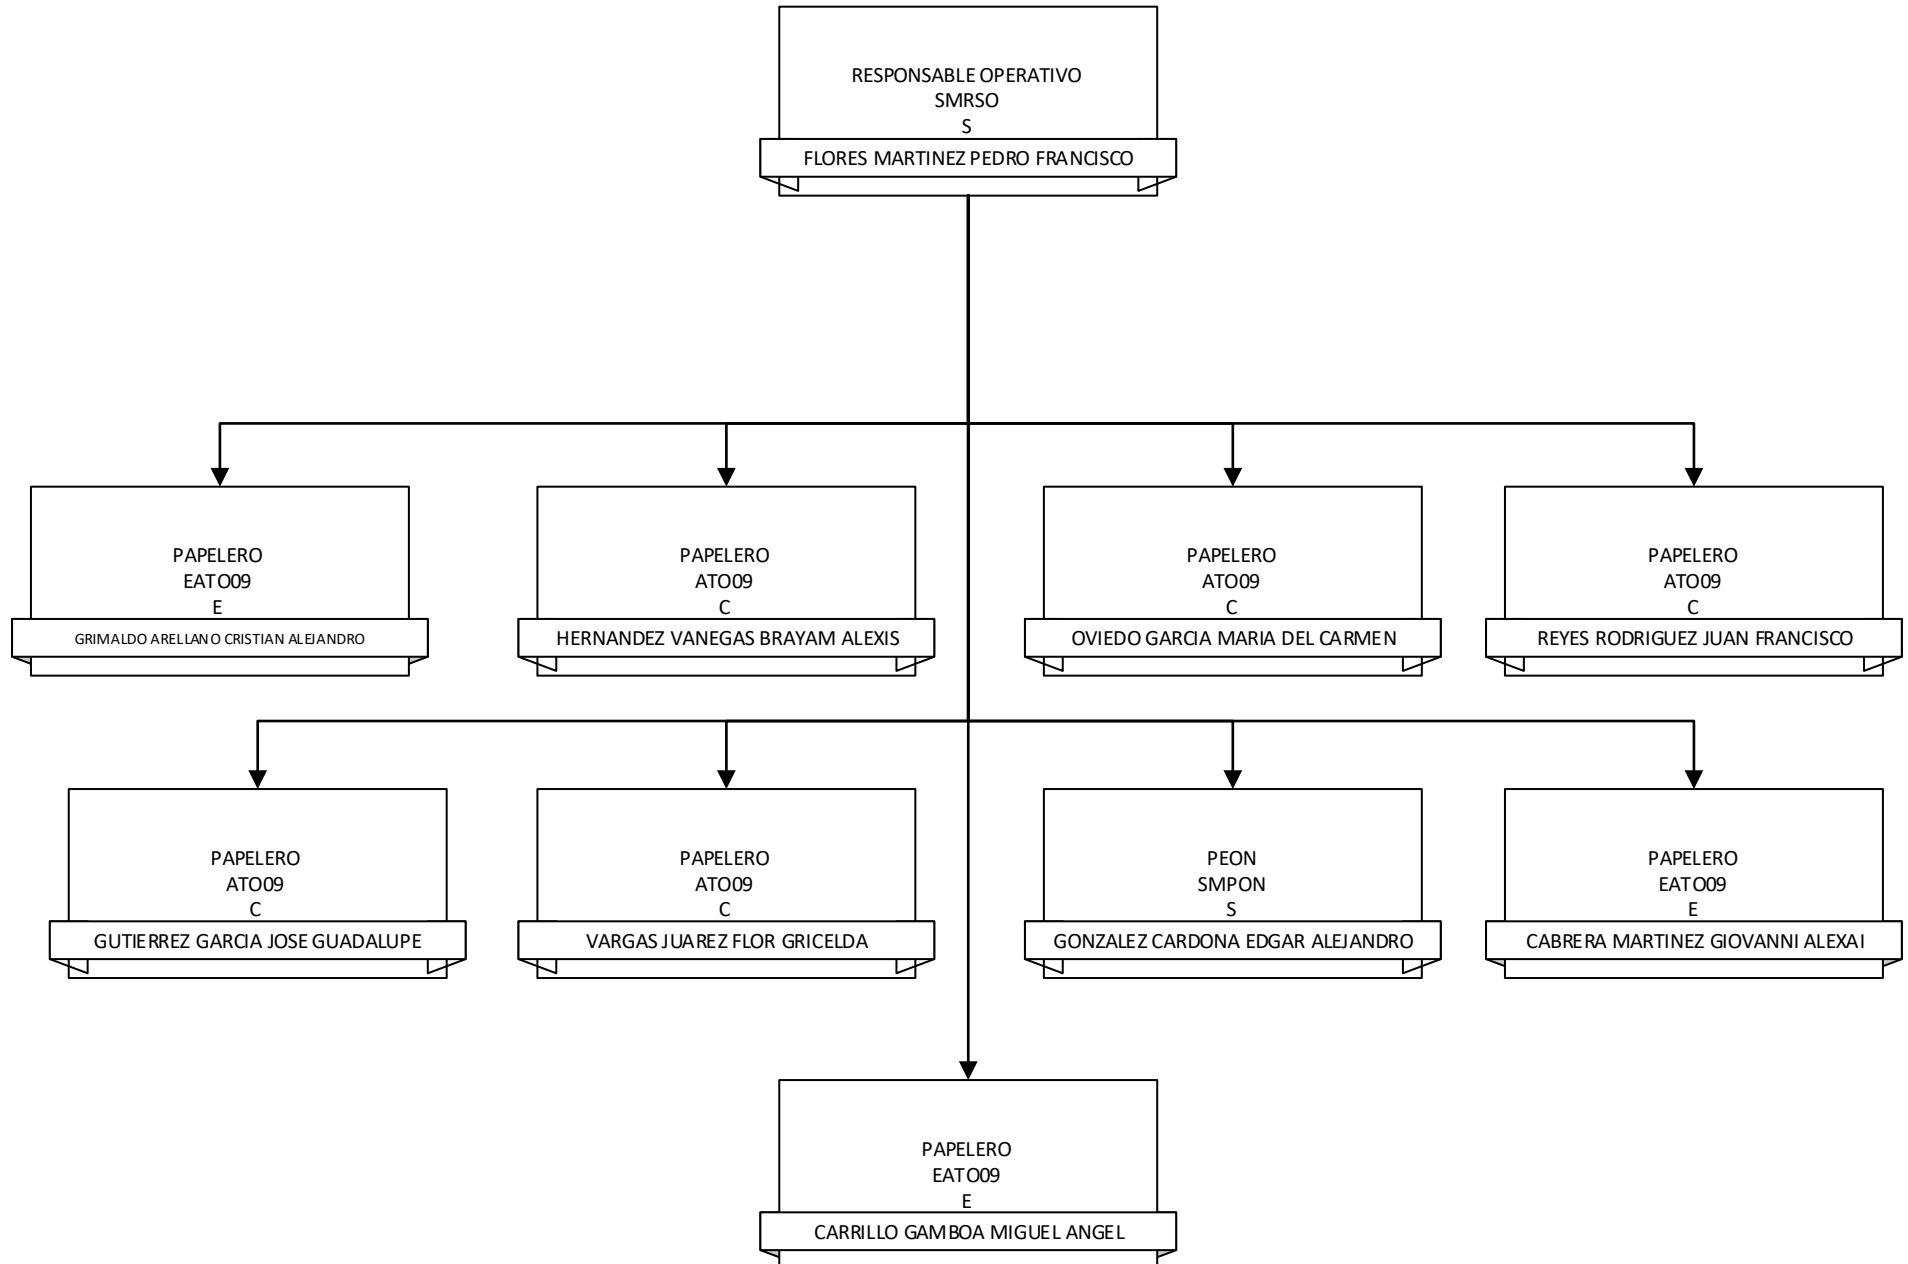 RESPONSABLE OPERATIVO
SMRSO
S
FLORES MARTINEZ PEDRO FRANCISCO
PAPELERO
EATO09
E
GRIMALDO ARELLANO CRISTIAN ALEJANDRO
PAPELERO
ATO09
C
HERNANDEZ VANEGAS BRAYAM ALEXIS
PAPELERO
ATO09
C
OVIEDO GARCIA MARIA DEL CARMEN
PAPELERO
ATO09
C
REYES RODRIGUEZ JUAN FRANCISCO
PAPELERO
ATO09
C
GUTIERREZ GARCIA JOSE GUADALUPE
PAPELERO
ATO09
C
VARGAS JUAREZ FLOR GRICELDA
PEON
SMPON
S
GONZALEZ CARDONA EDGAR ALEJANDRO
PAPELERO
EATO09
E
CABRERA MARTINEZ GIOVANNI ALEXAI
PAPELERO
EATO09
E
CARRILLO GAMBOA MIGUEL ANGEL